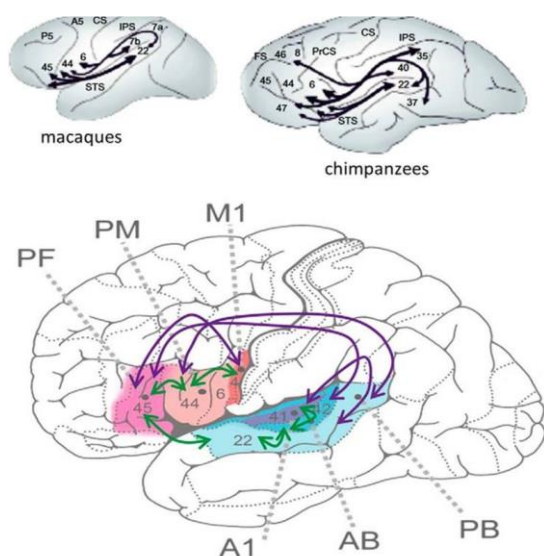 P5 A5 CS IPS 7a
7b
45 44 6 22
STS
macaques
CS IPS
FS 46 8 PrCS 35
45 44 6 40
22
47 37
STS
chimpanzees
M1
PM
PF
4
45 44 6
41 42
22
A1 AB PB